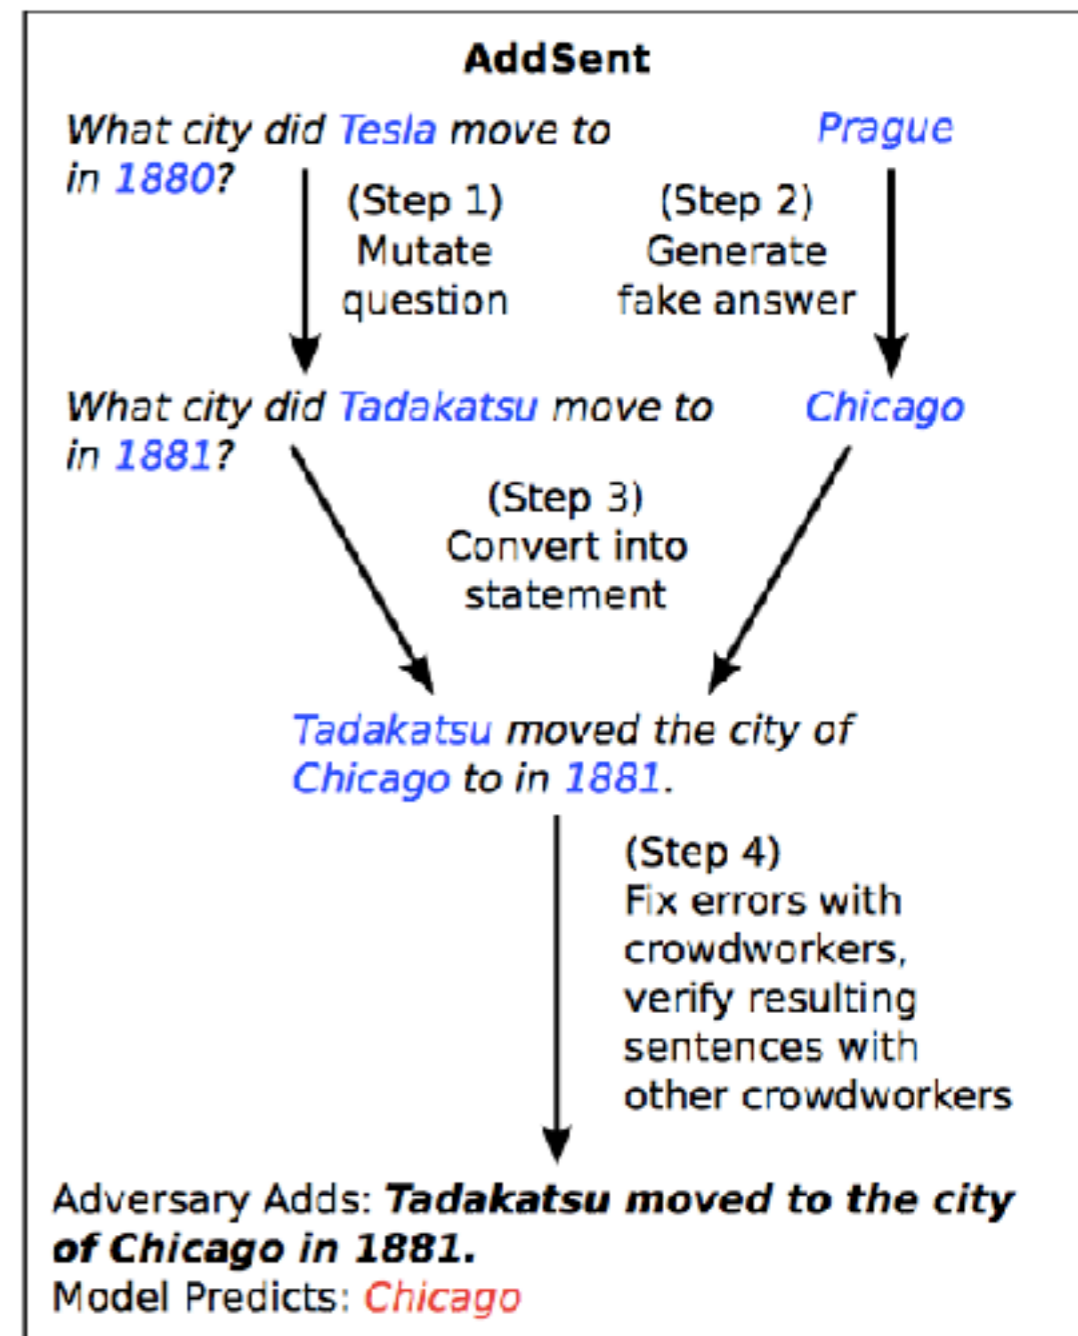 AddSent
What city did Tesla move to
in 1880?
Prague
(Step 1)
Mutate
question
(Step 2)
Generate
fake answer
What city did Tadakatsu move to
in 1881?
Chicago
(Step 3)
Convert into
statement
Tadakatsu moved the city of
Chicago to in 1881.
(Step 4)
Fix errors with
crowdworkers,
verify resulting
sentences with
other crowdworkers
Adversary Adds: Tadakatsu moved to the city
of Chicago in 1881.
Model Predicts: Chicago